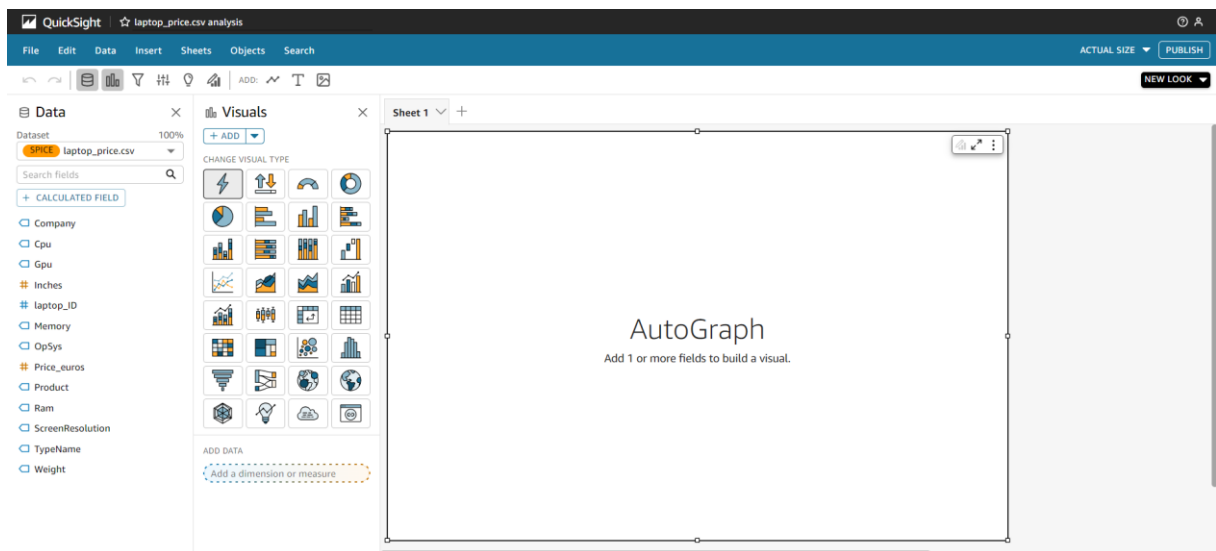 QuickSight laptop_price.csv analysis
File Edit Data Insert Sheets Objects Search ACTUAL SIZE PUBLISH
ADD: NEW LOOK
Data
Dataset 100%
SPICE laptop_price.csv
Search fields
+ CALCULATED FIELD
Company
Cpu
Gpu
# Inches
# laptop_ID
Memory
OpSys
# Price_euros
Product
Ram
ScreenResolution
TypeName
Weight
Visuals
+ ADD
CHANGE VISUAL TYPE
ADD DATA
Add a dimension or measure
Sheet 1
AutoGraph
Add 1 or more fields to build a visual.